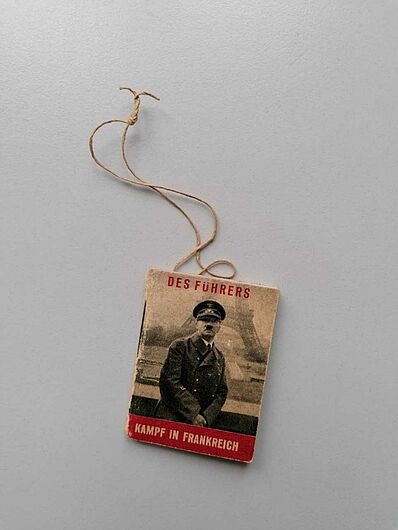 DES FÜHRERS
KAMPF IN FRANKREICH